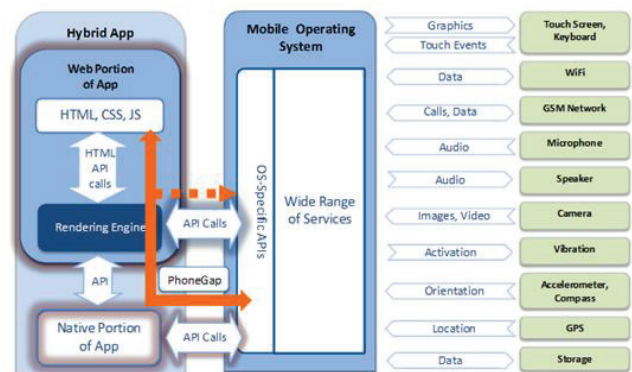 Hybrid App
Web Portion
of App
HTML, CSS, JS
HTML
API
calls
Rendering Engine
API
Native Portion
of App
API Calls
PhoneGap
API Calls
Mobile Operating
System
OS-Specific APIs
Wide Range
of Services
Graphics
Touch Events
Touch Screen,
Keyboard
Data
WiFi
Calls, Data
GSM Network
Audio
Microphone
Audio
Speaker
Images, Video
Camera
Activation
Vibration
Orientation
Accelerometer,
Compass
Location
GPS
Data
Storage